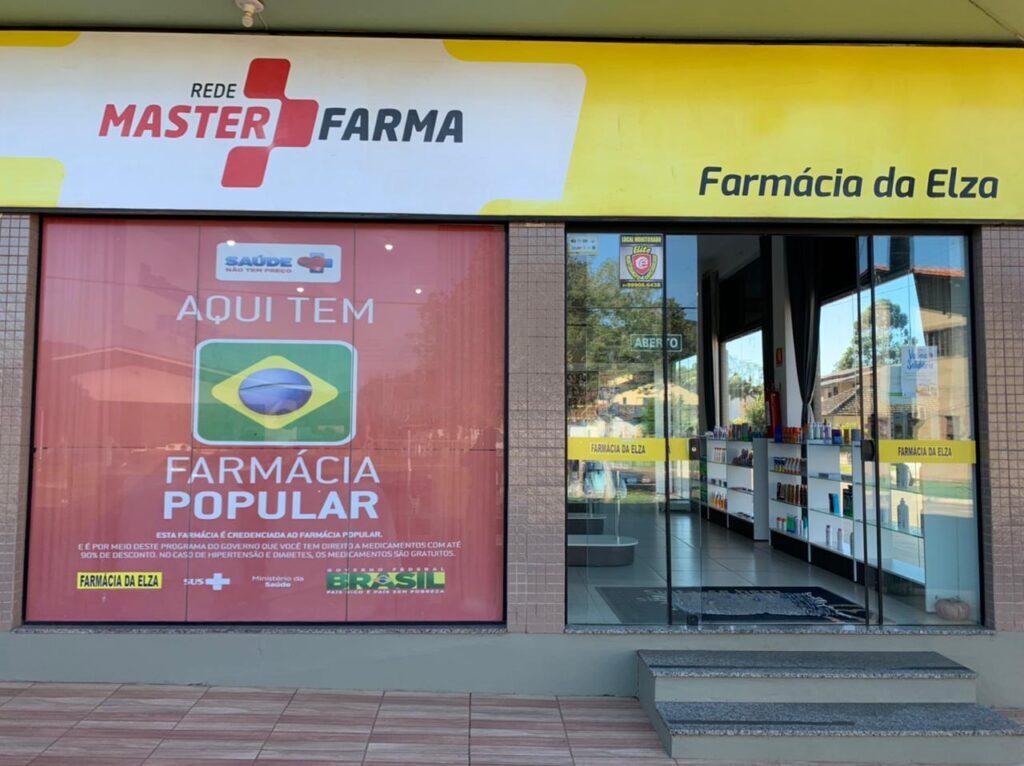 REDE
MASTER FARMA
Farmácia da Elza
SAÚDE
NÃO TEM PREÇO
AQUI TEM
FARMÁCIA
POPULAR
ESTA FARMÁCIA É CREDENCIADA AO FARMÁCIA POPULAR.
E É POR MEIO DESTE PROGRAMA DO GOVERNO QUE VOCÊ TEM DIREITO A MEDICAMENTOS COM ATÉ
90% DE DESCONTO. NO CASO DE HIPERTENSÃO E DIABETES, OS MEDICAMENTOS SÃO GRATUITOS.
FARMÁCIA DA ELZA
SUS
Ministério da
Saúde
GOVERNO FEDERAL
BRASIL
PAÍS RICO É PAÍS SEM POBREZA
LOCAL MONITORADO
Elite
99906.6438
ABERTO
FARMÁCIA DA ELZA
FARMÁCIA DA ELZA